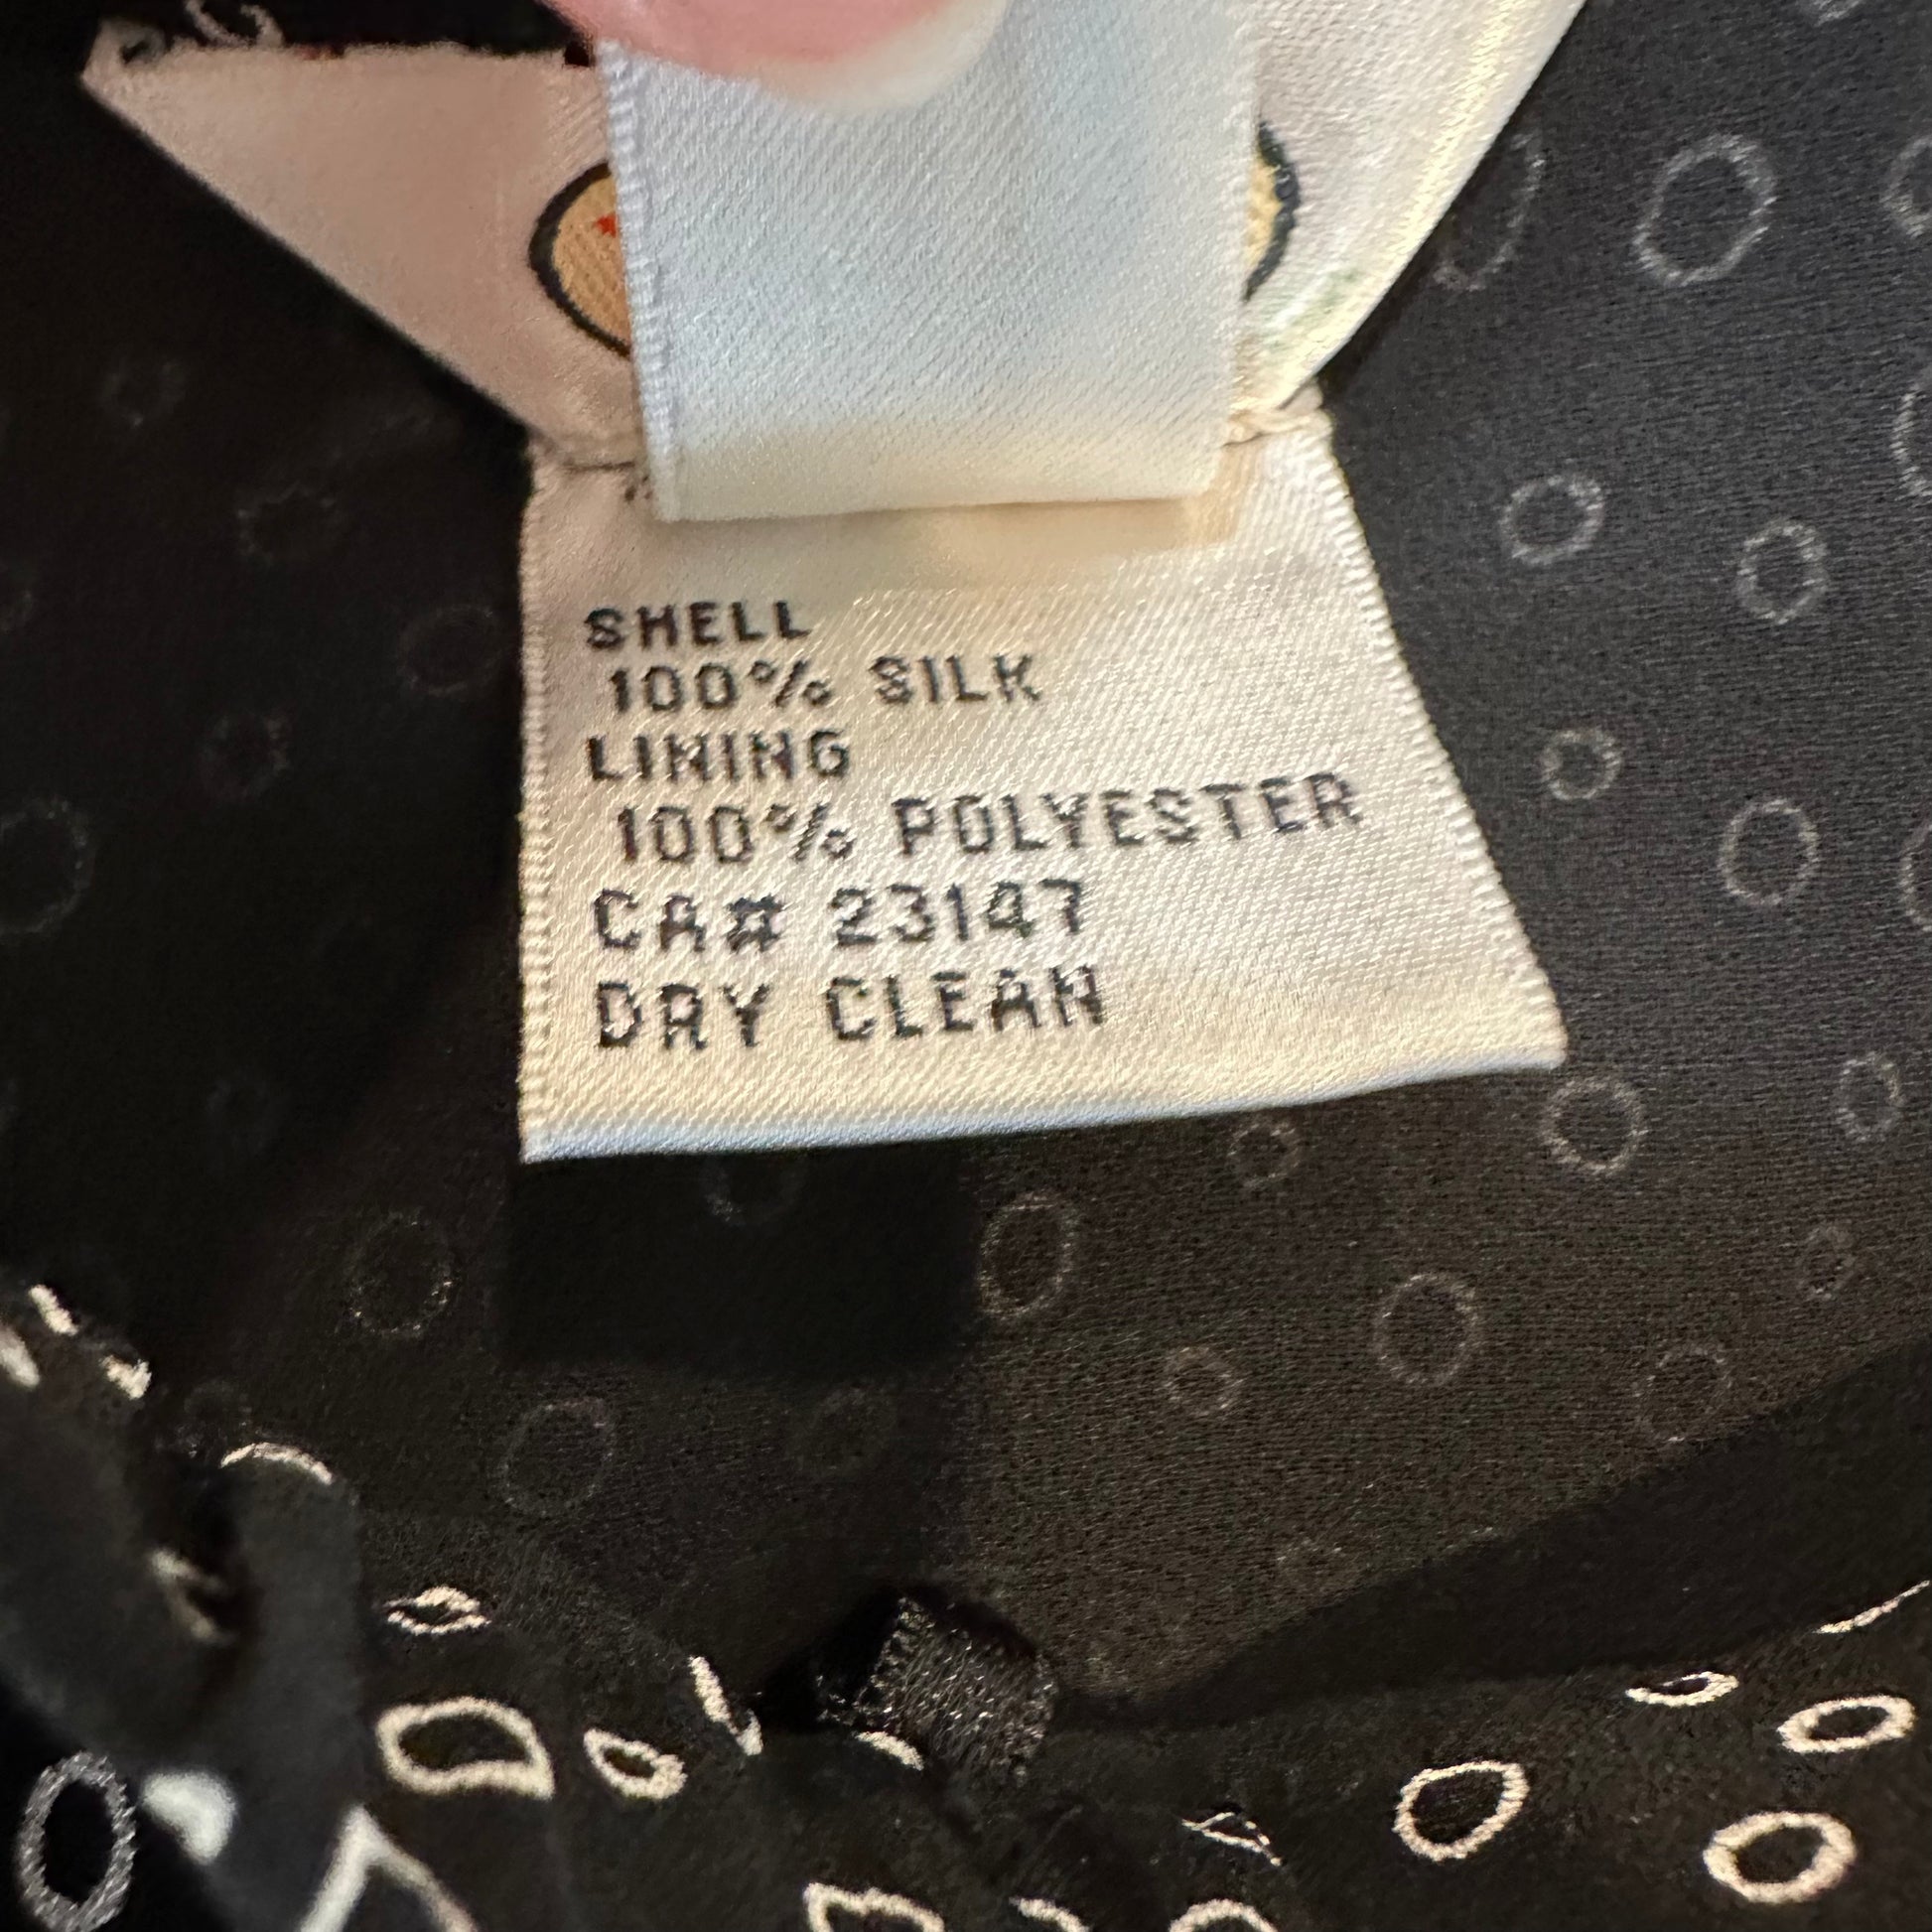 SHELL
100% SILK
LINING
100% POLYESTER
CA# 23147
DRY CLEAN